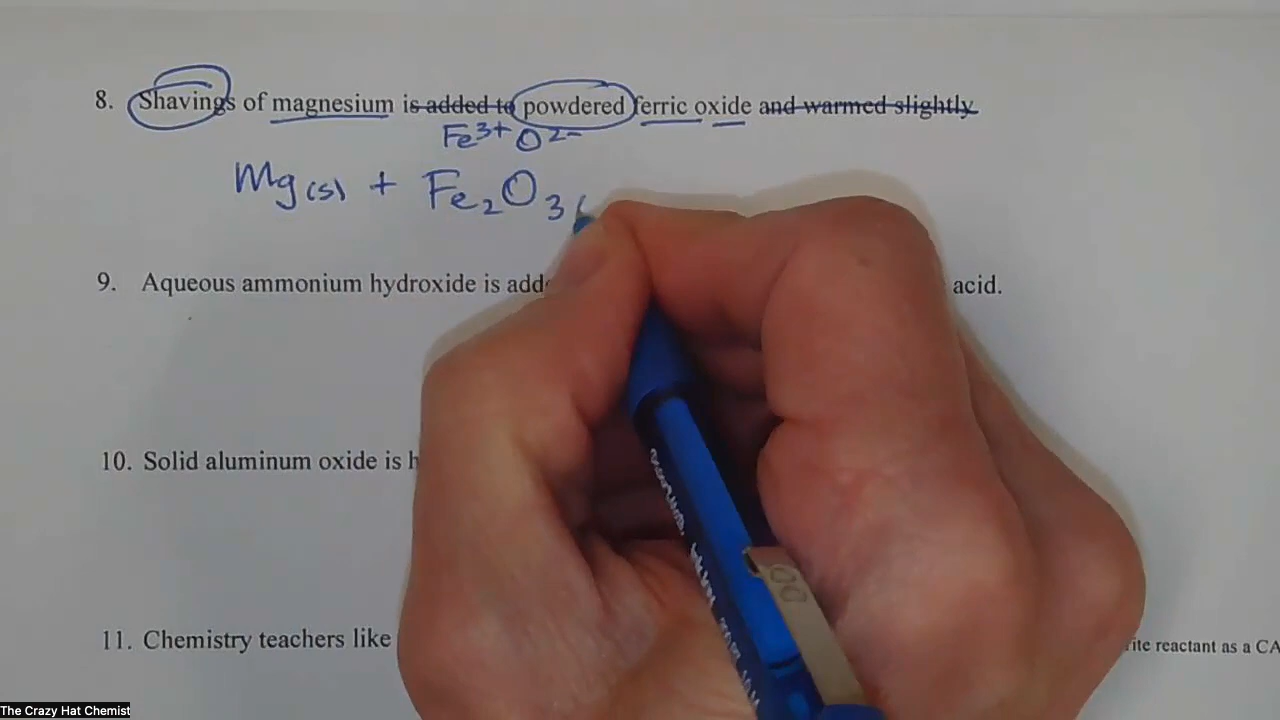 8. Shavings of magnesium is added to powdered ferric oxide and warmed slightly.
Fe3+ O2-
Mg(s) + Fe2O3(
9. Aqueous ammonium hydroxide is adde acid.
10. Solid aluminum oxide is h
11. Chemistry teachers like rite reactant as a CA
The Crazy Hat Chemist